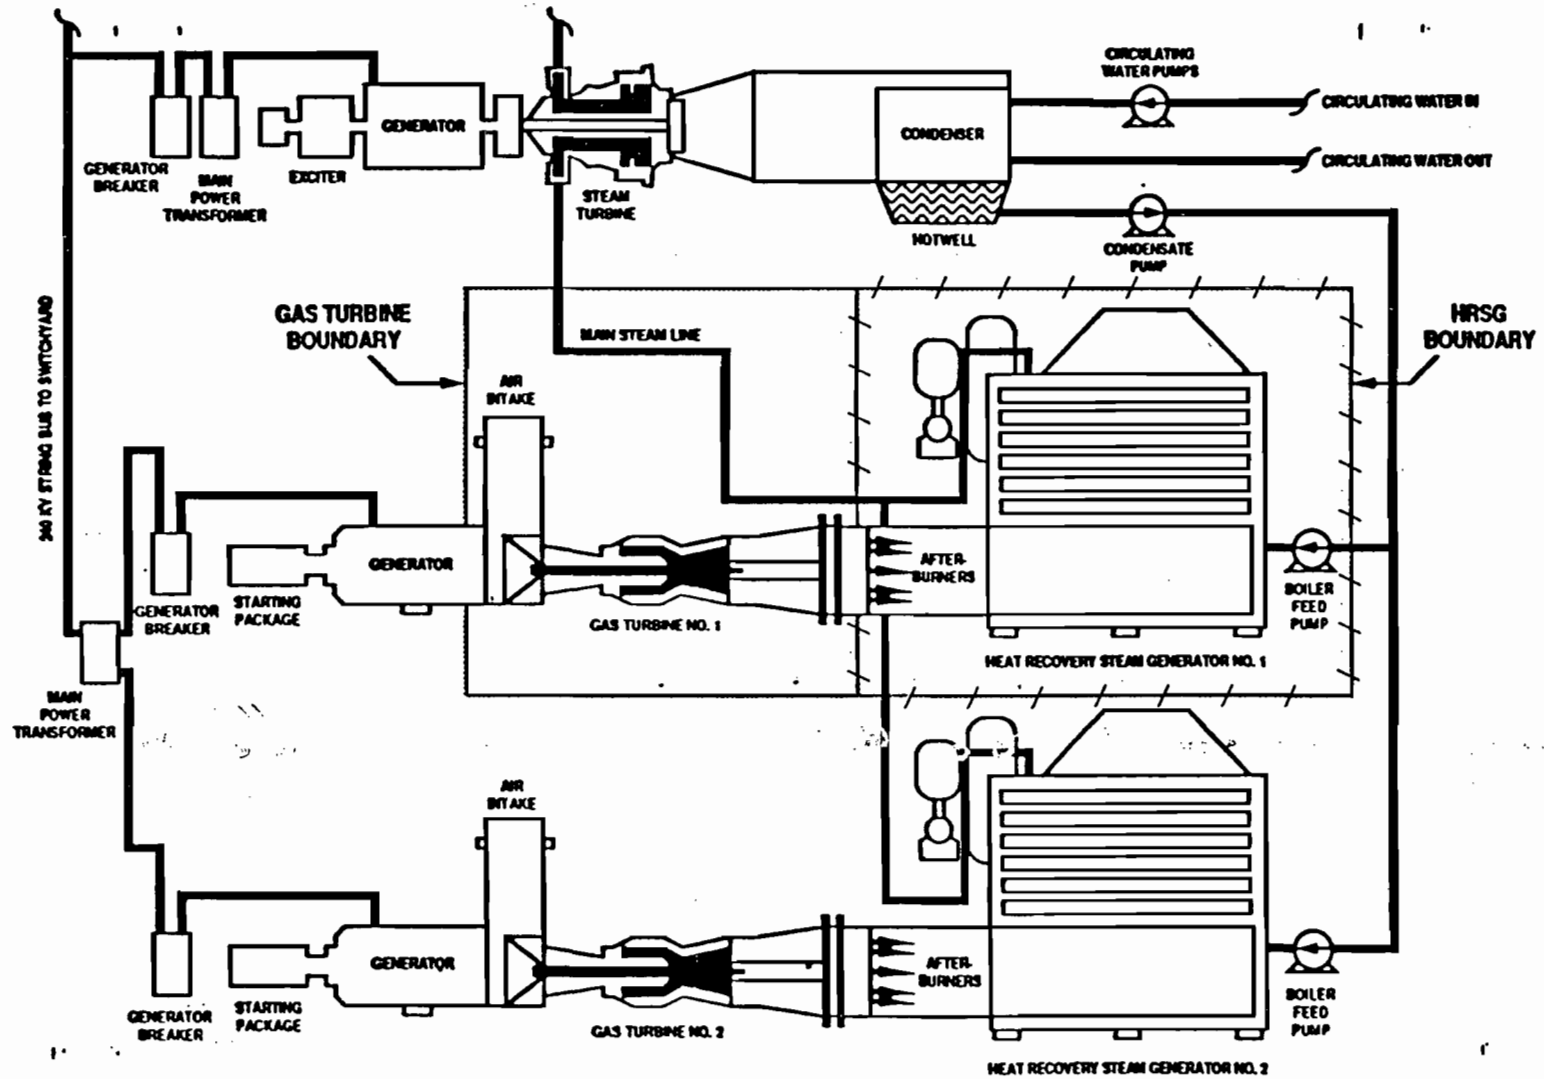 CIRCULATING
WATER PUMPS
CIRCULATING WATER IN
GENERATOR
CONDENSER
CIRCULATING WATER OUT
GENERATOR
BREAKER
MAIN
POWER
TRANSFORMER
EXCITER
STEAM
TURBINE
HOTWELL
CONDENSATE
PUMP
240 KV STRING BUS TO SWITCHYARD
GAS TURBINE
BOUNDARY
MAIN STEAM LINE
HRSG
BOUNDARY
AIR
INTAKE
GENERATOR
AFTER-
BURNERS
GENERATOR
BREAKER
STARTING
PACKAGE
GAS TURBINE NO. 1
BOILER
FEED
PUMP
HEAT RECOVERY STEAM GENERATOR NO. 1
MAIN
POWER
TRANSFORMER
AIR
INTAKE
GENERATOR
AFTER-
BURNERS
GENERATOR
BREAKER
STARTING
PACKAGE
GAS TURBINE NO. 2
BOILER
FEED
PUMP
HEAT RECOVERY STEAM GENERATOR NO. 2